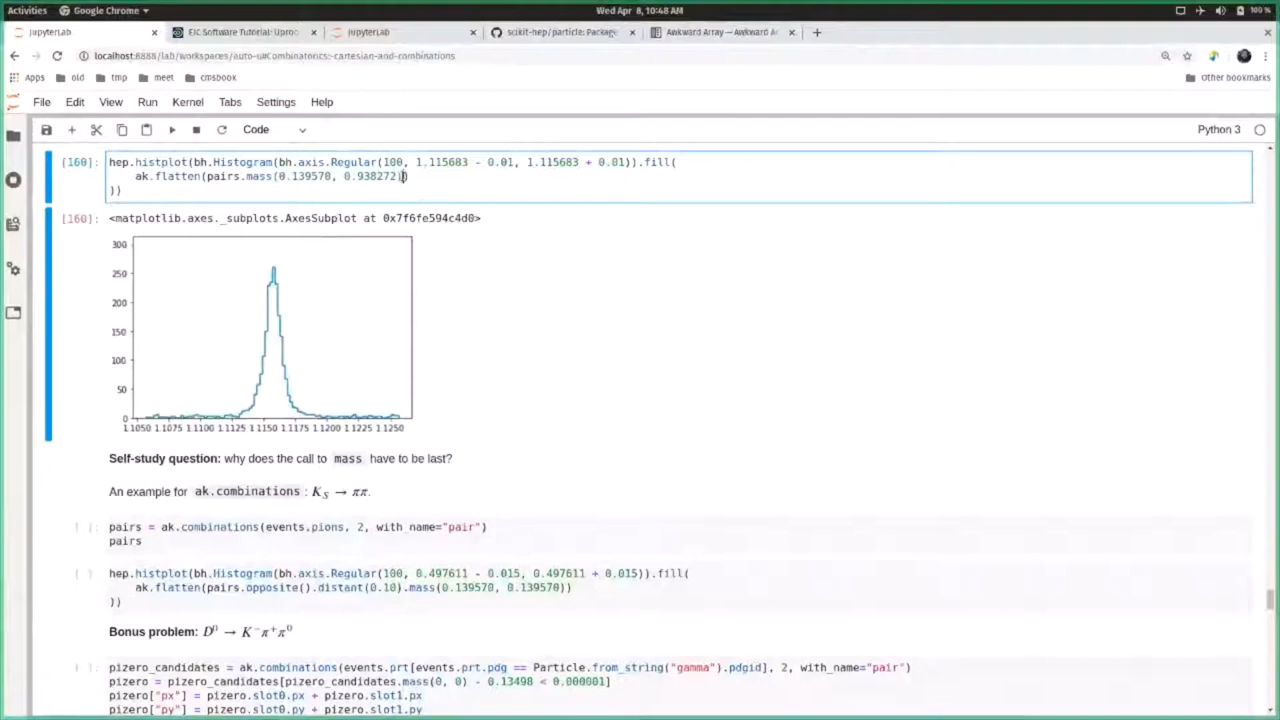 Activities
Google Chrome
Wed Apr 8, 10:48 AM
100 %
JupyterLab
EIC Software Tutorial: Uproo
JupyterLab
scikit-hep/particle: Package
Awkward Array — Awkward Ar
localhost:8888/lab/workspaces/auto-u#Combinatorics:-cartesian-and-combinations
Apps
old
tmp
meet
cmsbook
Other bookmarks
File Edit View Run Kernel Tabs Settings Help
Code
Python 3
[160]: hep.histplot(bh.Histogram(bh.axis.Regular(100, 1.115683 - 0.01, 1.115683 + 0.01)).fill(
ak.flatten(pairs.mass(0.139570, 0.938272))
))
[160]: <matplotlib.axes._subplots.AxesSubplot at 0x7f6fe594c4d0>
300
250
200
150
100
50
0
1.1050 1.1075 1.1100 1.1125 1.1150 1.1175 1.1200 1.1225 1.1250
Self-study question: why does the call to mass have to be last?
An example for ak.combinations: K_S → ππ.
[ ]: pairs = ak.combinations(events.pions, 2, with_name="pair")
pairs
[ ]: hep.histplot(bh.Histogram(bh.axis.Regular(100, 0.497611 - 0.015, 0.497611 + 0.015)).fill(
ak.flatten(pairs.opposite().distant(0.10).mass(0.139570, 0.139570))
))
Bonus problem: D⁰ → K⁻π⁺π⁰
[ ]: pizero_candidates = ak.combinations(events.prt[events.prt.pdg == Particle.from_string("gamma").pdgid], 2, with_name="pair")
pizero = pizero_candidates[pizero_candidates.mass(0, 0) - 0.13498 < 0.000001]
pizero["px"] = pizero.slot0.px + pizero.slot1.px
pizero["py"] = pizero.slot0.py + pizero.slot1.py